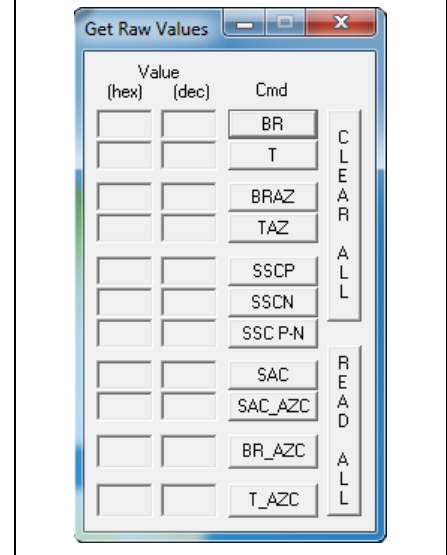 Get Raw Values
Value
(hex) (dec) Cmd
BR
T
BRAZ
TAZ
SSCP
SSCN
SSC P-N
SAC
SAC_AZC
BR_AZC
T_AZC
CLEAR ALL
READ ALL